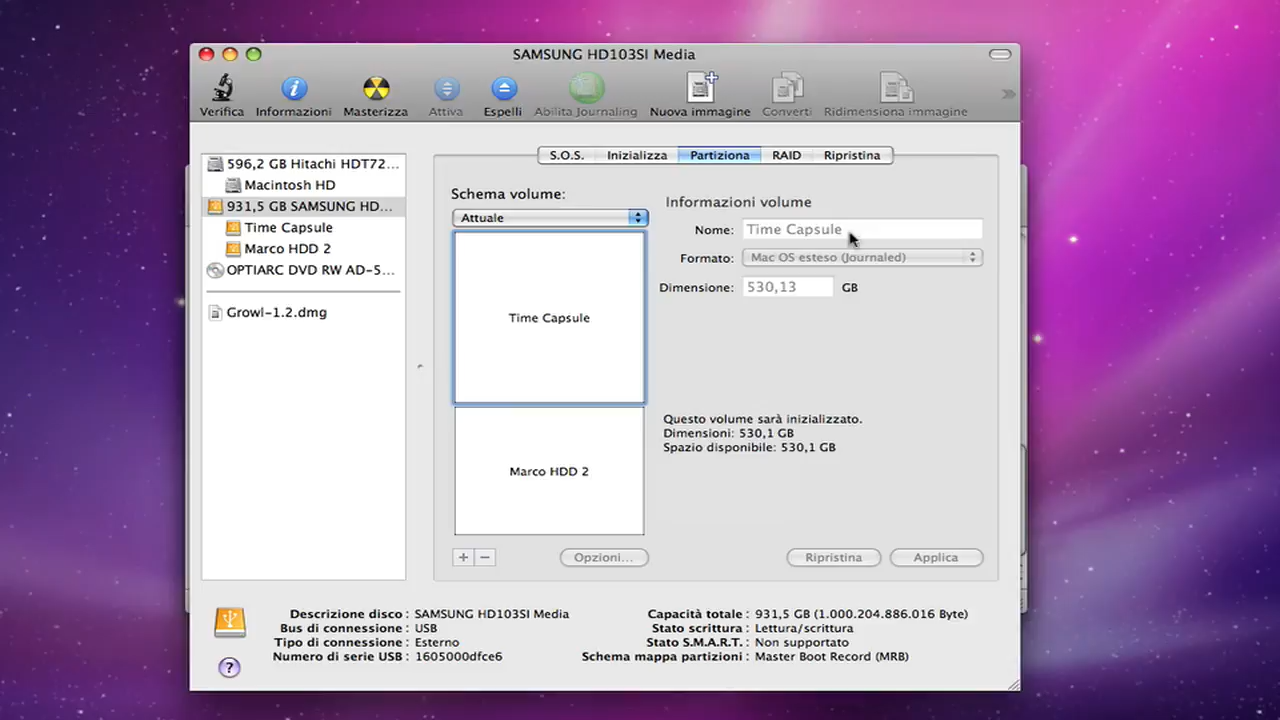 SAMSUNG HD103SI Media
Verifica Informazioni Masterizza Attiva Espelli Abilita Journaling Nuova immagine Converti Ridimensiona immagine
596,2 GB Hitachi HDT72...
Macintosh HD
931,5 GB SAMSUNG HD...
Time Capsule
Marco HDD 2
OPTIARC DVD RW AD-5...
Growl-1.2.dmg
S.O.S. Inizializza Partiziona RAID Ripristina
Schema volume:
Attuale
Time Capsule
Marco HDD 2
Opzioni...
Informazioni volume
Nome: Time Capsule
Formato: Mac OS esteso (Journaled)
Dimensione: 530,13 GB
Questo volume sarà inizializzato.
Dimensioni: 530,1 GB
Spazio disponibile: 530,1 GB
Ripristina Applica
Descrizione disco : SAMSUNG HD103SI Media
Bus di connessione : USB
Tipo di connessione : Esterno
Numero di serie USB : 1605000dfce6
Capacità totale : 931,5 GB (1.000.204.886.016 Byte)
Stato scrittura : Lettura/scrittura
Stato S.M.A.R.T. : Non supportato
Schema mappa partizioni : Master Boot Record (MRB)